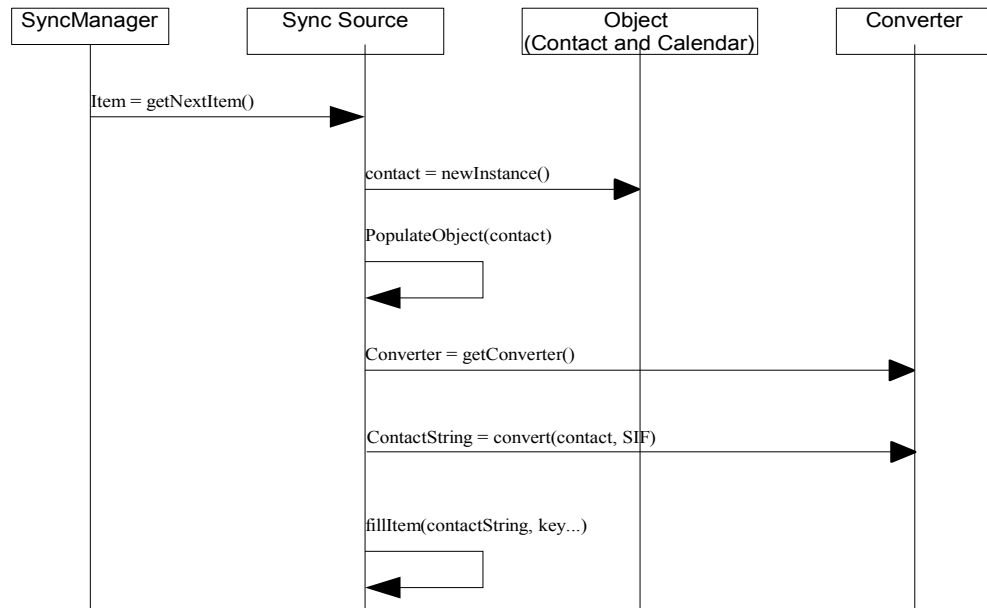 SyncManager
Sync Source
Object
(Contact and Calendar)
Converter
Item = getNextItem()
contact = newInstance()
PopulateObject(contact)
Converter = getConverter()
ContactString = convert(contact, SIF)
fillItem(contactString, key...)